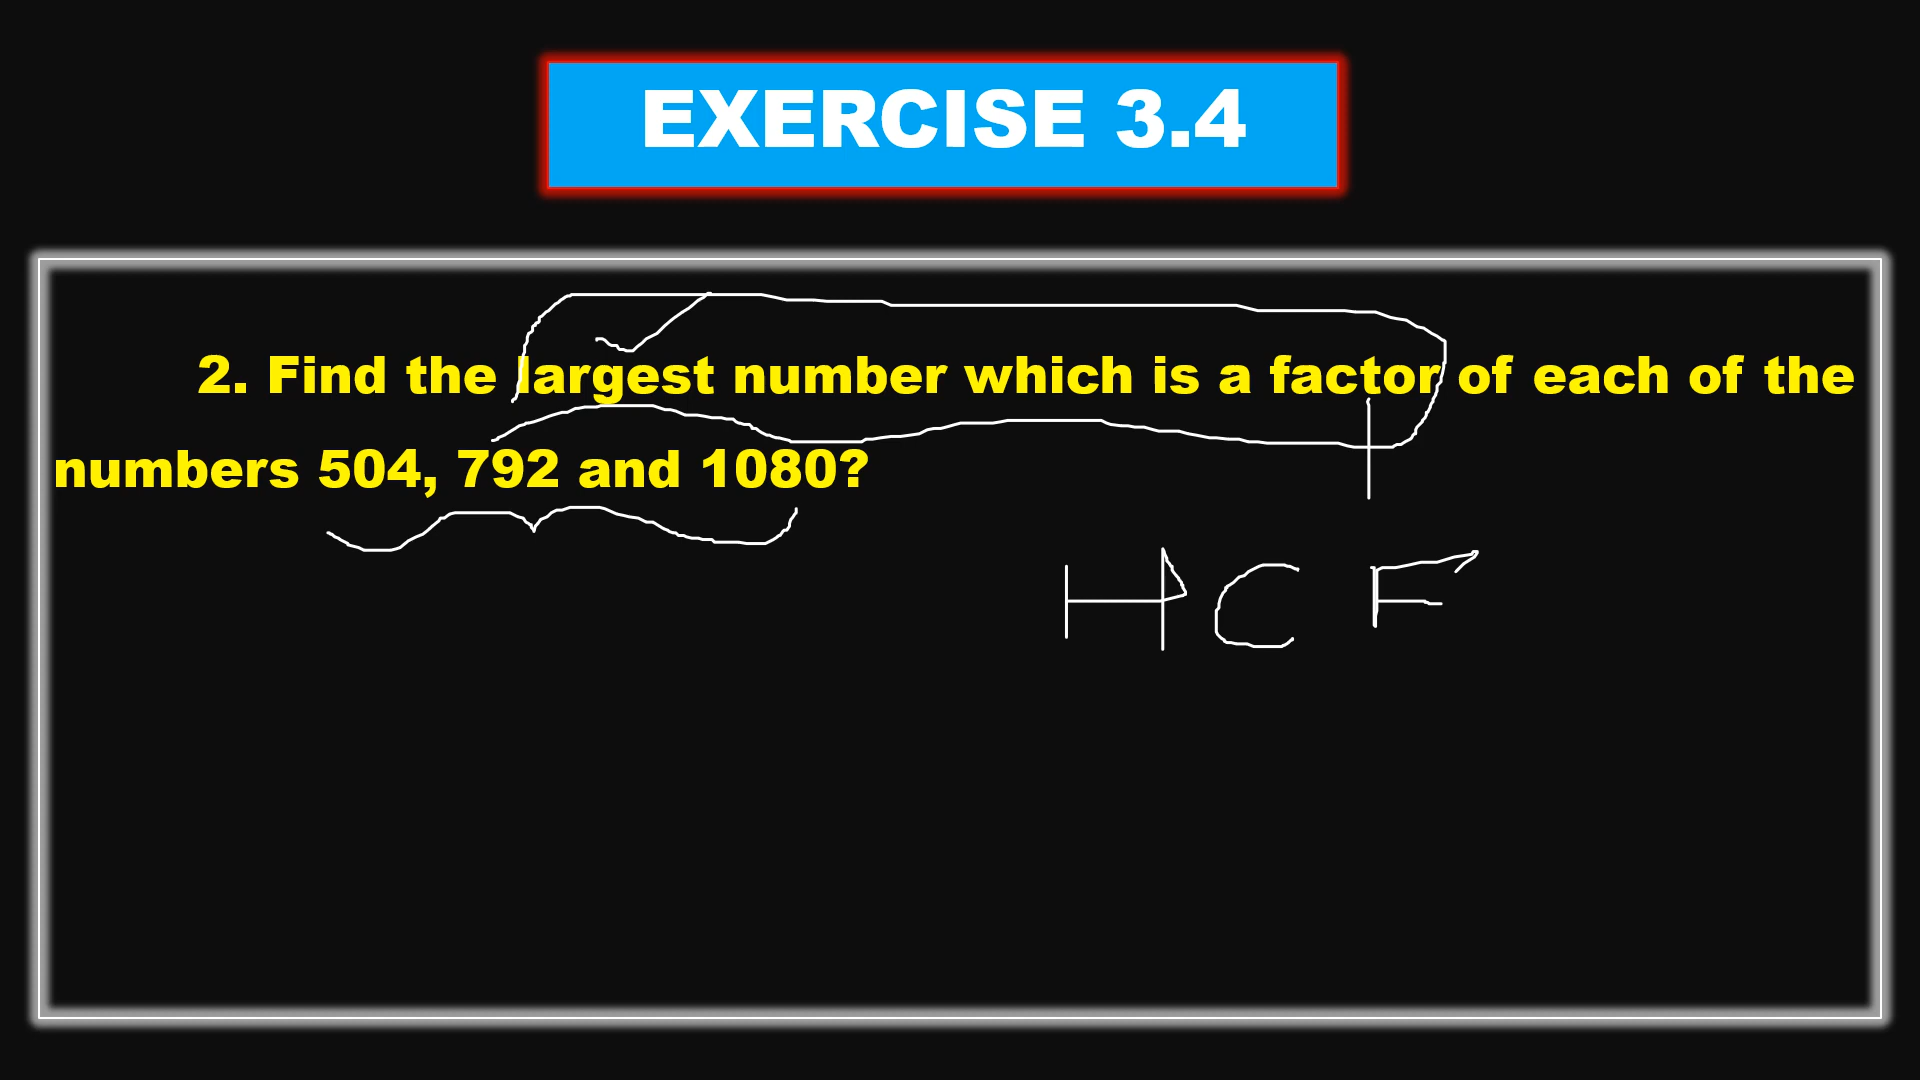 EXERCISE 3.4
2. Find the largest number which is a factor of each of the
numbers 504, 792 and 1080?
HCF